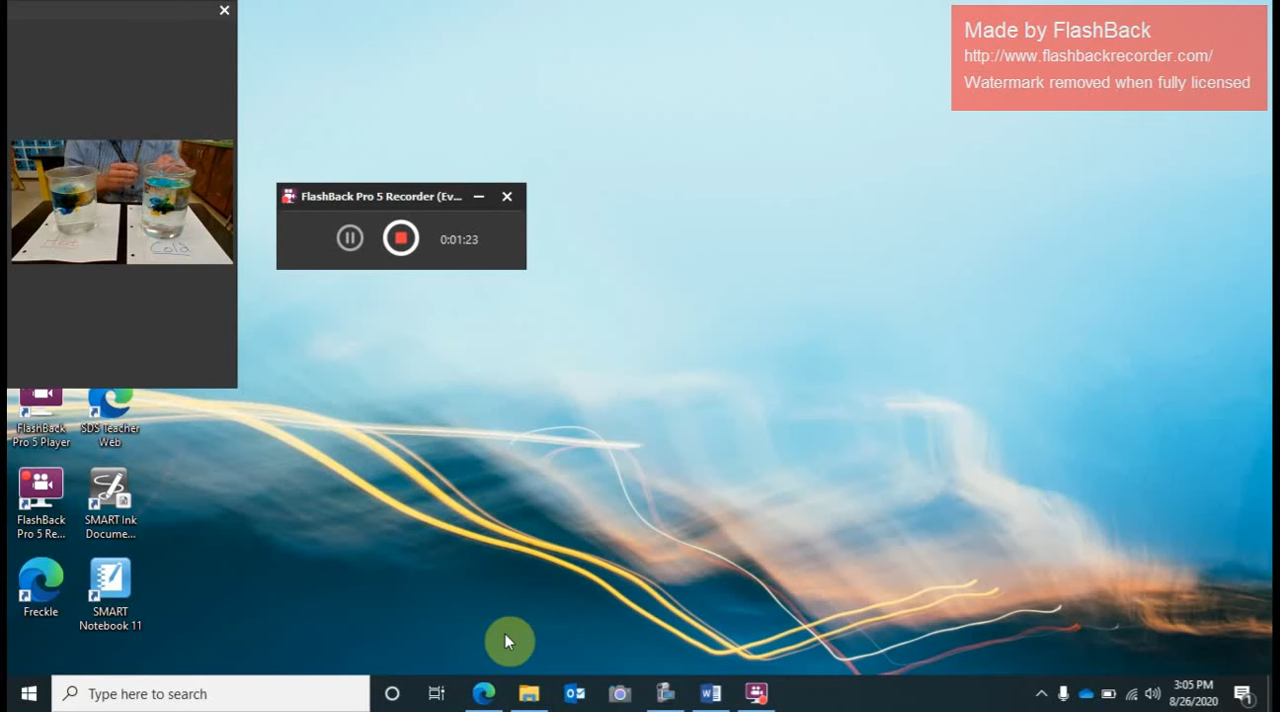 Made by FlashBack
http://www.flashbackrecorder.com/
Watermark removed when fully licensed
FlashBack Pro 5 Recorder (Ev...
0:01:23
Hot
Cold
FlashBack
Pro 5 Player
SDS Teacher
Web
FlashBack
Pro 5 Re...
SMART Ink
Docume...
Freckle
SMART
Notebook 11
Type here to search
3:05 PM
8/26/2020
1